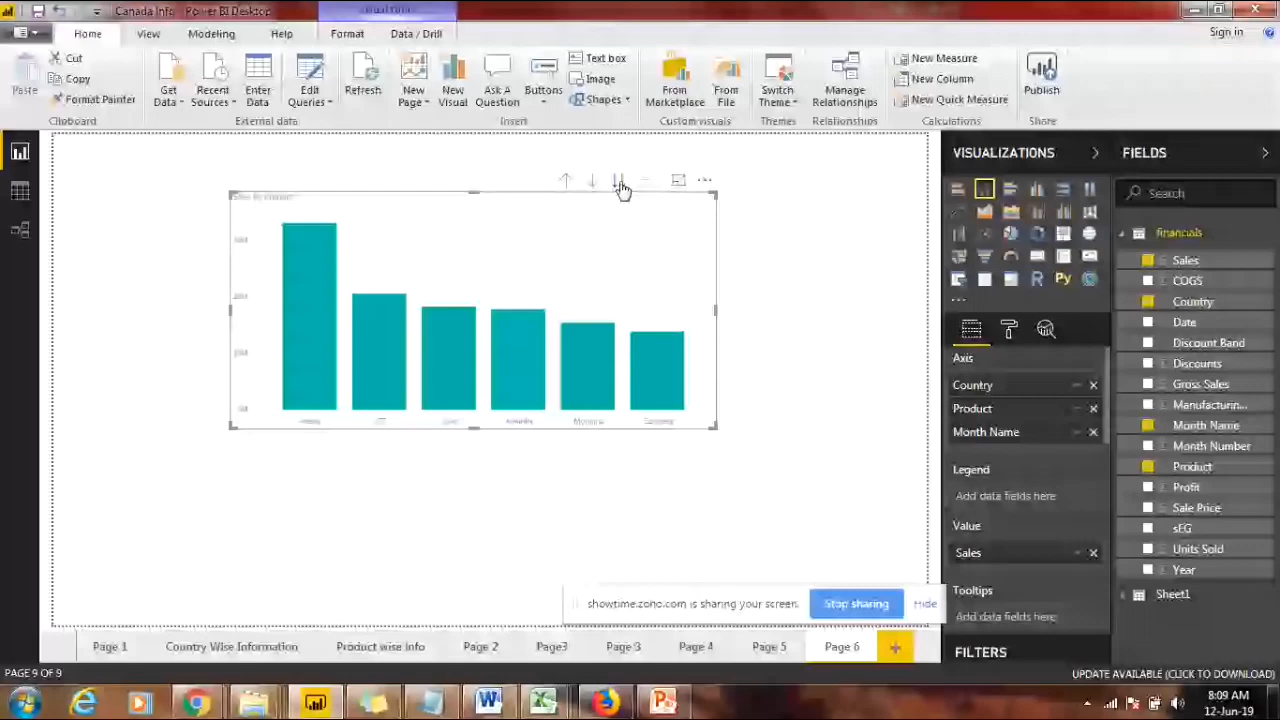 Canada Info - Power BI Desktop
Home View Modeling Help Format Data / Drill
Sign in
Paste
Cut
Copy
Format Painter
Clipboard
Get Data
Recent Sources
Enter Data
Edit Queries
External data
Refresh
New Page
New Visual
Ask A Question
Buttons
Text box
Image
Shapes
Insert
From Marketplace
From File
Custom visuals
Switch Theme
Themes
Manage Relationships
Relationships
New Measure
New Column
New Quick Measure
Calculations
Publish
Share
VISUALIZATIONS
Axis
Country
Product
Month Name
Legend
Add data fields here
Value
Sales
Tooltips
Add data fields here
FILTERS
FIELDS
Search
financials
Sales
COGS
Country
Date
Discount Band
Discounts
Gross Sales
Manufacturin...
Month Name
Month Number
Product
Profit
Sale Price
sEG
Units Sold
Year
Sheet1
showtime.zoho.com is sharing your screen.
Stop sharing
Hide
Page 1 Country Wise Information Product wise Info Page 2 Page3 Page 3 Page 4 Page 5 Page 6
PAGE 9 OF 9
UPDATE AVAILABLE (CLICK TO DOWNLOAD)
8:09 AM
12-Jun-19